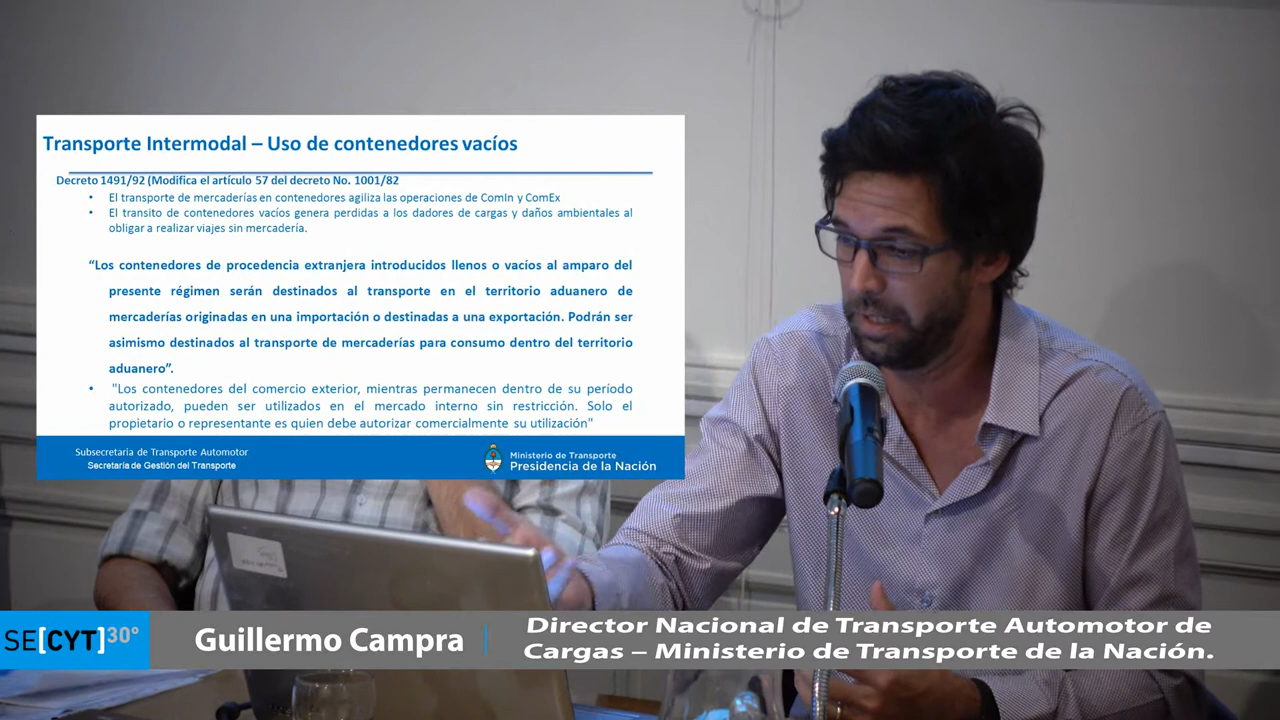 Transporte Intermodal – Uso de contenedores vacíos
Decreto 1491/92 (Modifica el artículo 57 del decreto No. 1001/82
• El transporte de mercaderías en contenedores agiliza las operaciones de ComIn y ComEx
• El transito de contenedores vacíos genera perdidas a los dadores de cargas y daños ambientales al
obligar a realizar viajes sin mercadería.
“Los contenedores de procedencia extranjera introducidos llenos o vacíos al amparo del
presente régimen serán destinados al transporte en el territorio aduanero de
mercaderías originadas en una importación o destinadas a una exportación. Podrán ser
asimismo destinados al transporte de mercaderías para consumo dentro del territorio
aduanero”.
• "Los contenedores del comercio exterior, mientras permanecen dentro de su período
autorizado, pueden ser utilizados en el mercado interno sin restricción. Solo el
propietario o representante es quien debe autorizar comercialmente su utilización"
Subsecretaria de Transporte Automotor
Secretaría de Gestión del Transporte
Ministerio de Transporte
Presidencia de la Nación
SE[CYT]30º
Guillermo Campra
Director Nacional de Transporte Automotor de
Cargas – Ministerio de Transporte de la Nación.